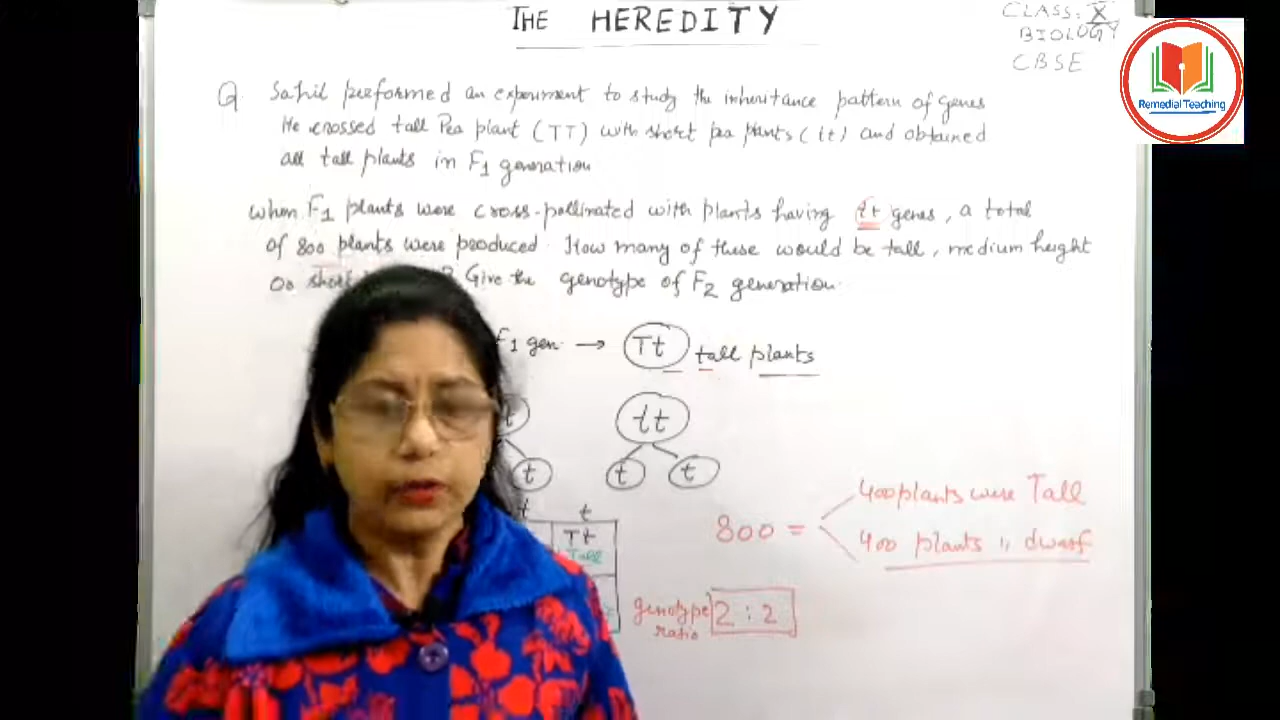 THE HEREDITY
CLASS: X
BIOLOGY
CBSE
Remedial Teaching
Q. Sahil performed an experiment to study the inheritance pattern of genes
He crossed tall Pea plant (TT) with short pea plants (tt) and obtained
all tall plants in F1 generation
When F1 plants were cross-pollinated with plants having tt genes, a total
of 800 plants were produced. How many of these would be tall, medium height
Give the genotype of F2 generation.
F1 gen. → Tt tall plants
tt
t t t
t t
Tt
Tall
800 =
400 plants were Tall
400 plants " dwarf
genotype ratio 2 : 2